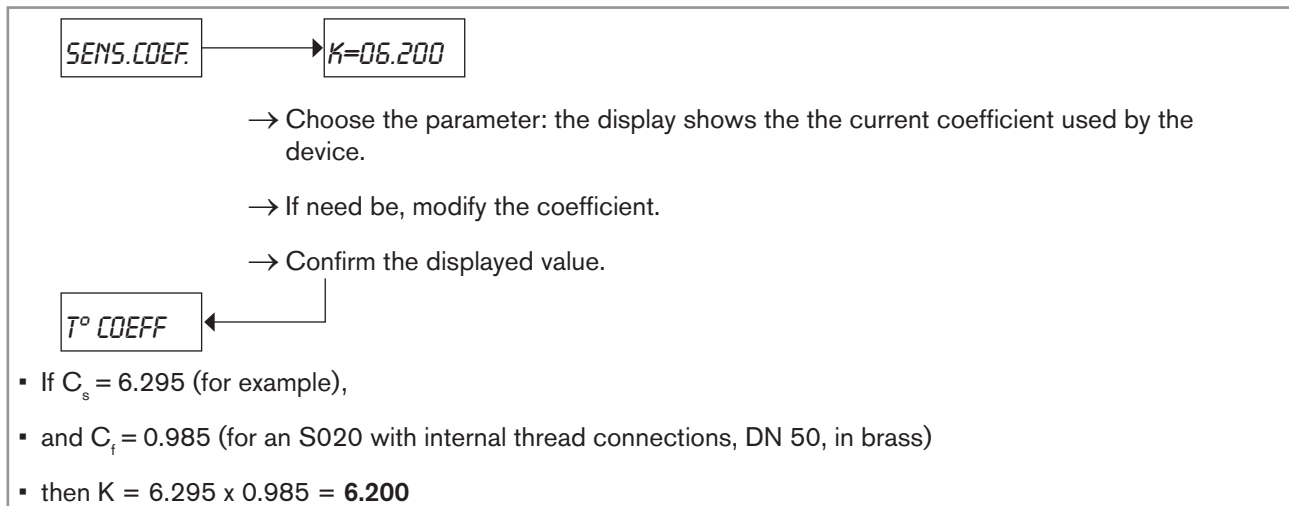 SENS.COEF.
K=06.200
→ Choose the parameter: the display shows the the current coefficient used by the
device.
→ If need be, modify the coefficient.
→ Confirm the displayed value.
T° COEFF
▪ If Cs = 6.295 (for example),
▪ and Cf = 0.985 (for an S020 with internal thread connections, DN 50, in brass)
▪ then K = 6.295 x 0.985 = 6.200